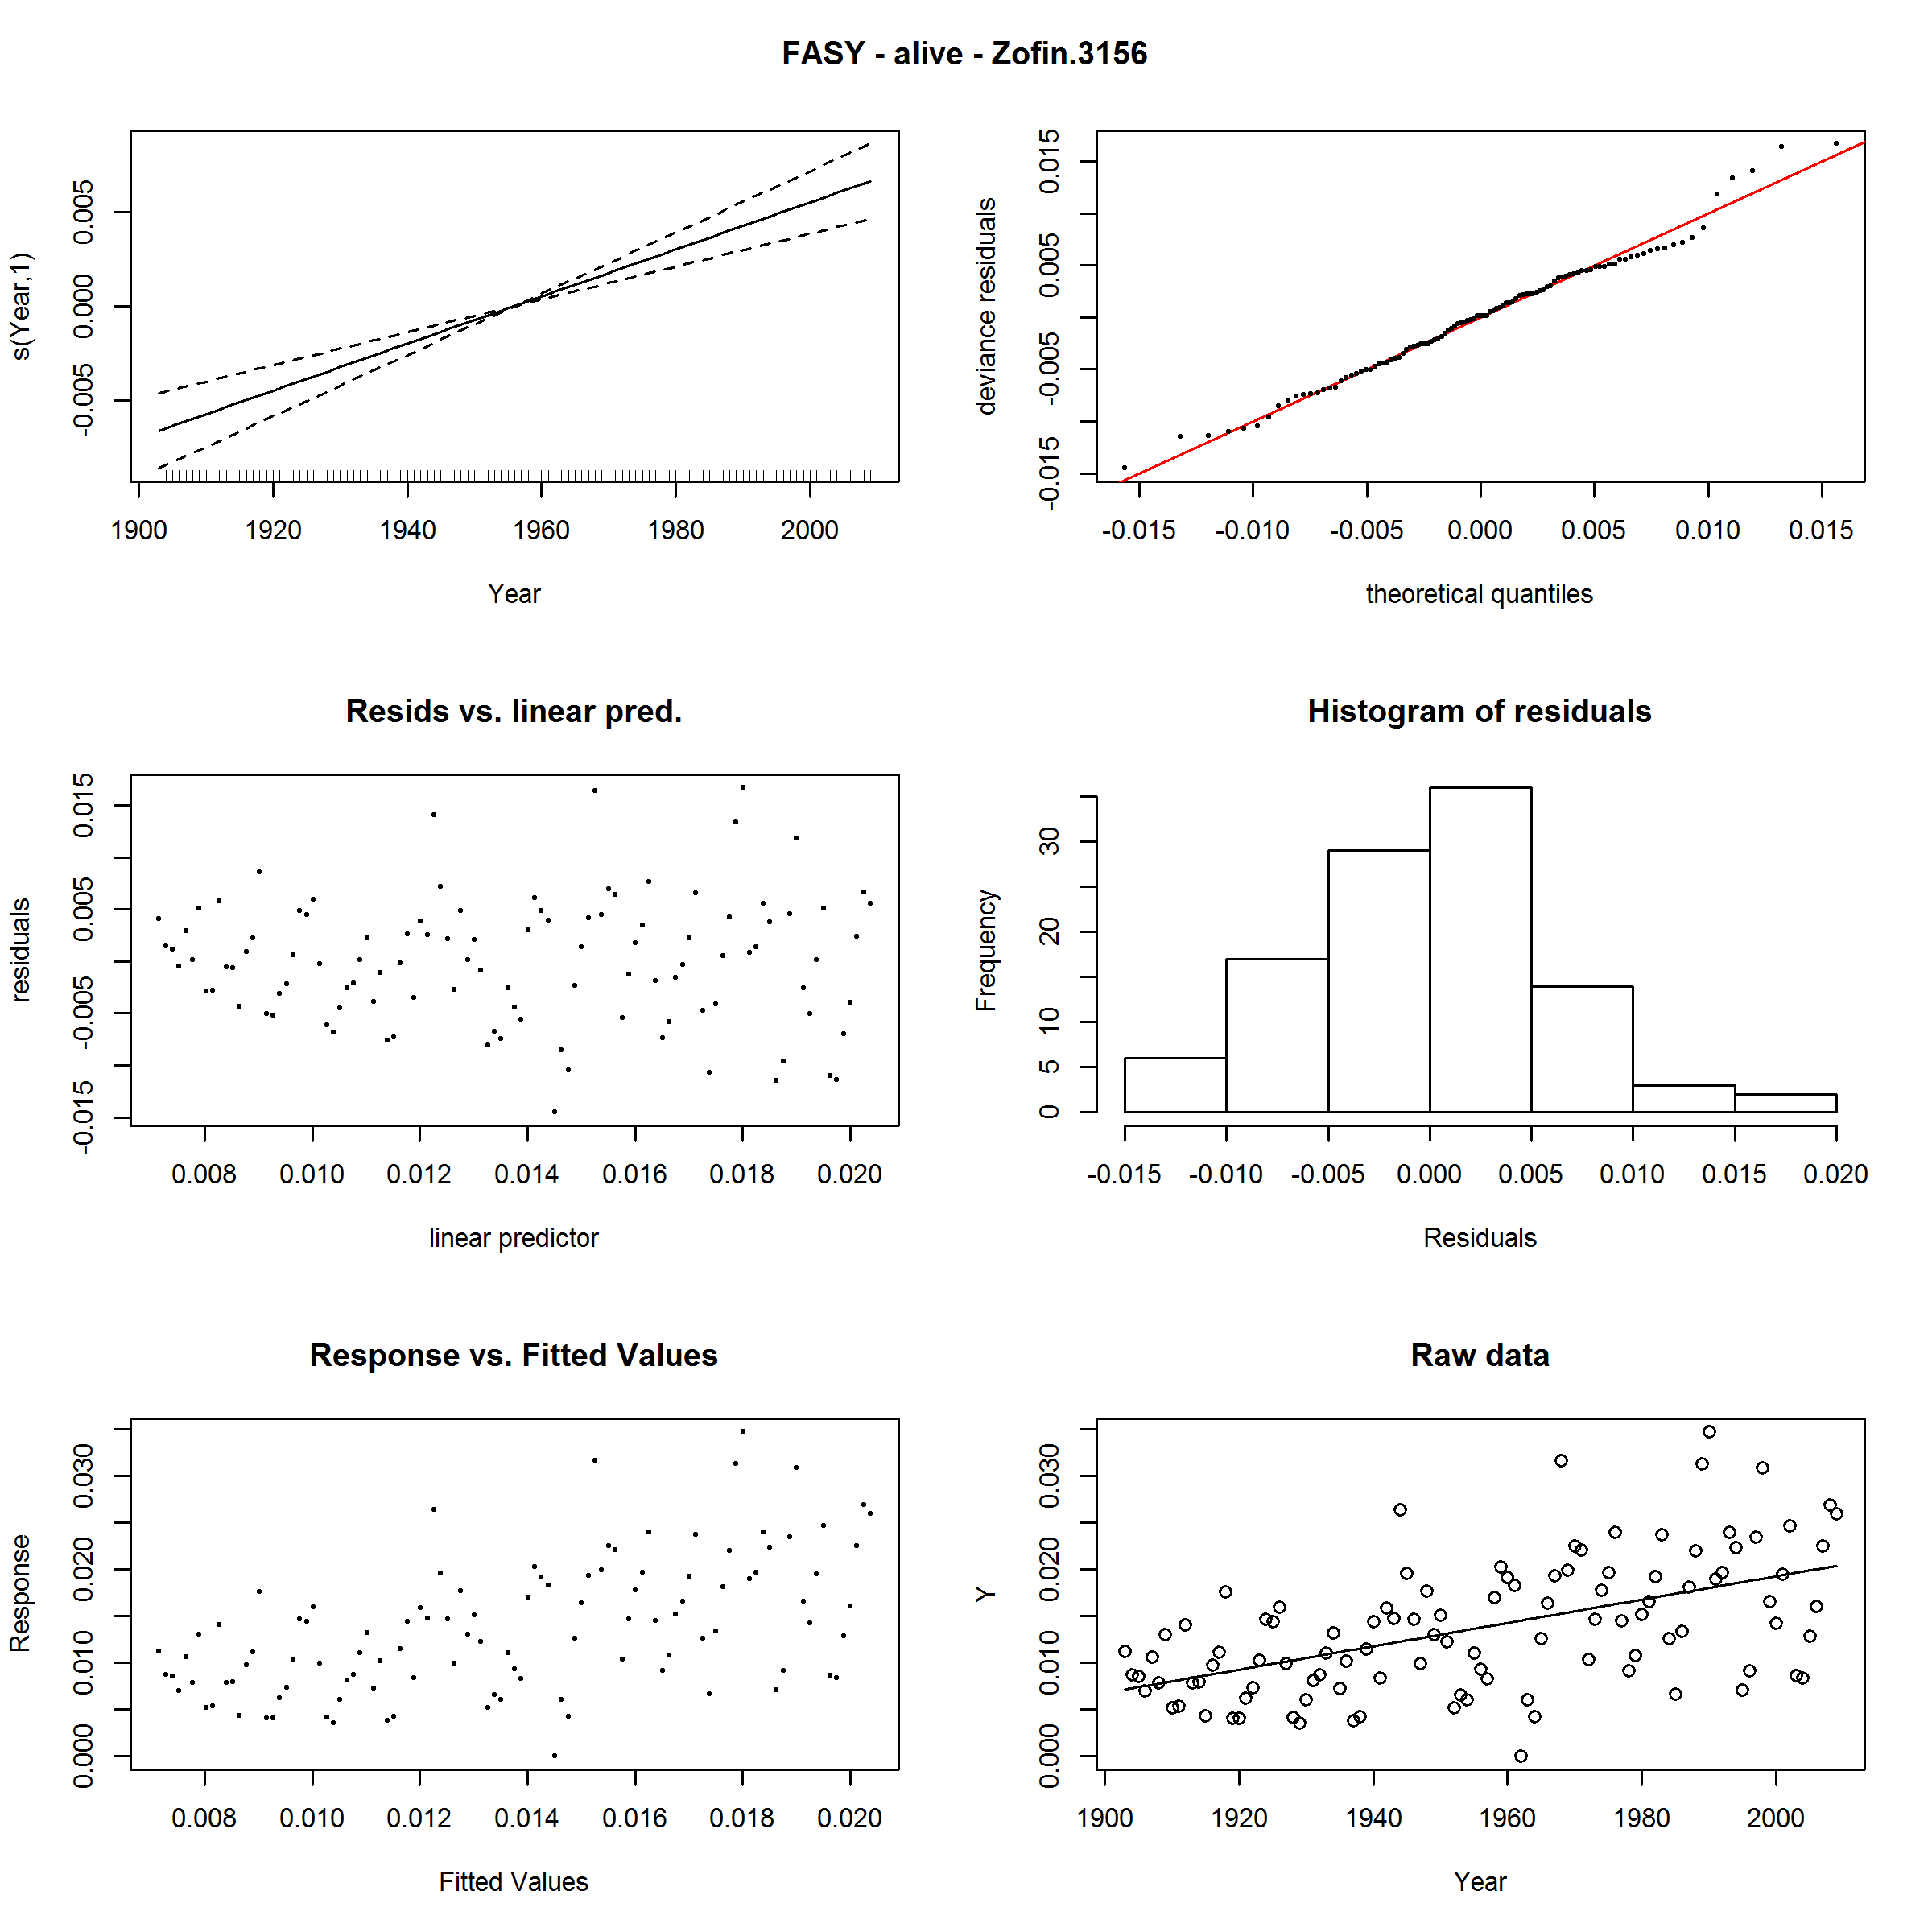 FASY - alive - Zofin.3156
s(Year,1)
-0.005 0.000 0.005
1900 1920 1940 1960 1980 2000
Year
deviance residuals
-0.015 -0.005 0.005 0.015
-0.015 -0.010 -0.005 0.000 0.005 0.010 0.015
theoretical quantiles
Resids vs. linear pred.
residuals
-0.015 -0.005 0.005 0.015
0.008 0.010 0.012 0.014 0.016 0.018 0.020
linear predictor
Histogram of residuals
Frequency
0 5 10 20 30
-0.015 -0.010 -0.005 0.000 0.005 0.010 0.015 0.020
Residuals
Response vs. Fitted Values
Response
0.000 0.010 0.020 0.030
0.008 0.010 0.012 0.014 0.016 0.018 0.020
Fitted Values
Raw data
Y
0.000 0.010 0.020 0.030
1900 1920 1940 1960 1980 2000
Year